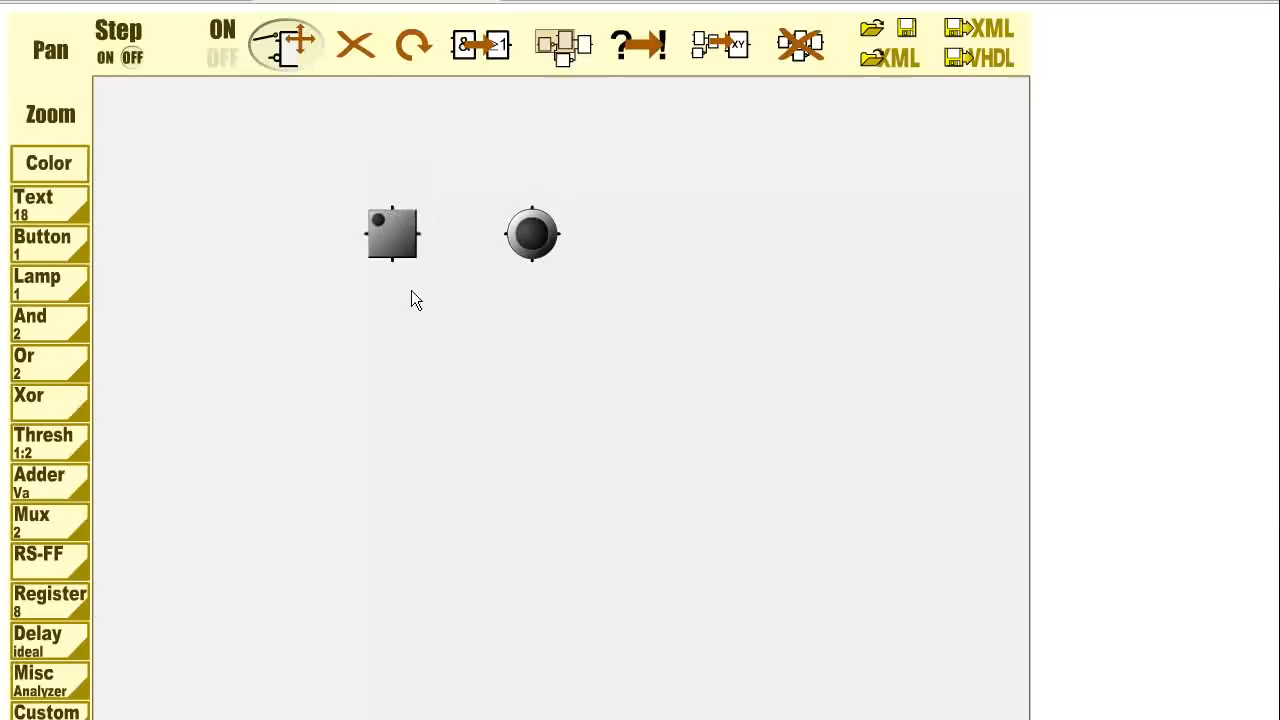 Pan
Step
ON OFF
ON
OFF
& ≥1
? !
XY
XML
XML
VHDL
Zoom
Color
Text
18
Button
1
Lamp
1
And
2
Or
2
Xor
Thresh
1:2
Adder
Va
Mux
2
RS-FF
Register
8
Delay
ideal
Misc
Analyzer
Custom